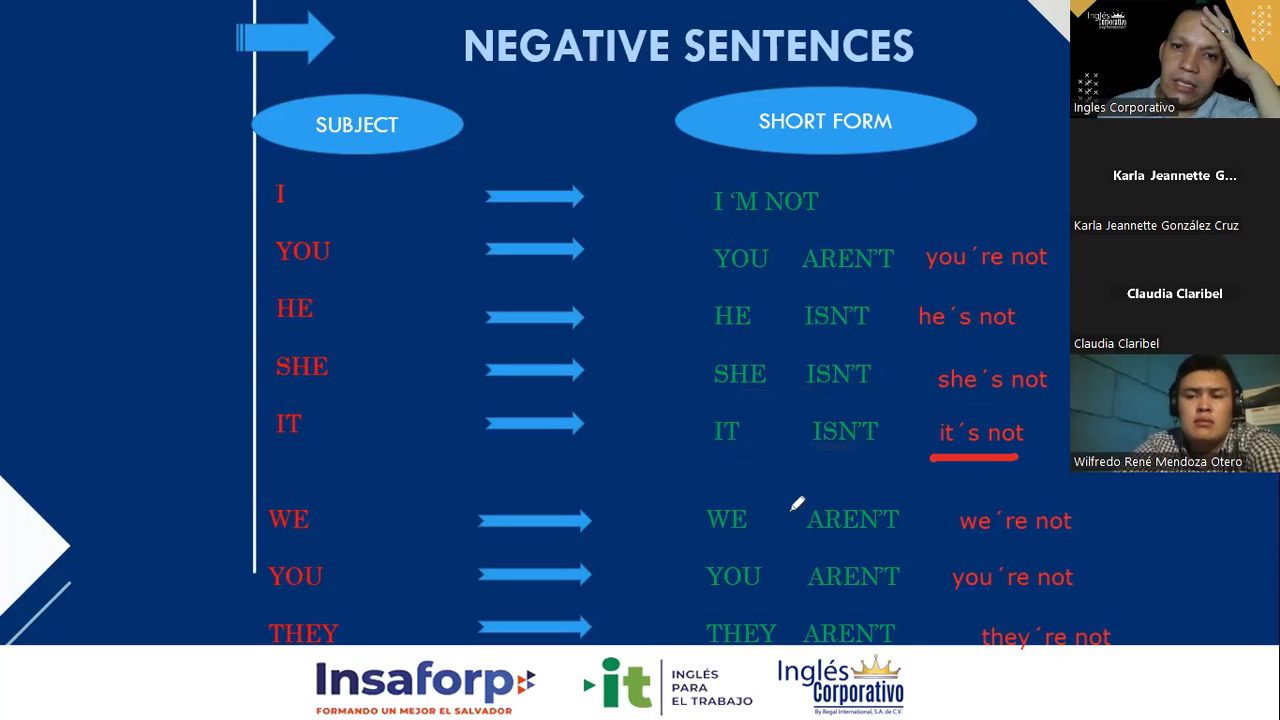 NEGATIVE SENTENCES
SUBJECT
SHORT FORM
I
I ‘M NOT
YOU
YOU AREN’T you´re not
HE
HE ISN’T he´s not
SHE
SHE ISN’T she´s not
IT
IT ISN’T it´s not
WE
WE AREN’T we´re not
YOU
YOU AREN’T you´re not
THEY
THEY AREN’T they´re not
Insaforp
FORMANDO UN MEJOR EL SALVADOR
it
INGLÉS
PARA
EL TRABAJO
Inglés
Corporativo
By Regal International, S.A. de C.V.
Inglés
Corporativo
Ingles Corporativo
Karla Jeannette G...
Karla Jeannette González Cruz
Claudia Claribel
Claudia Claribel
Wilfredo René Mendoza Otero